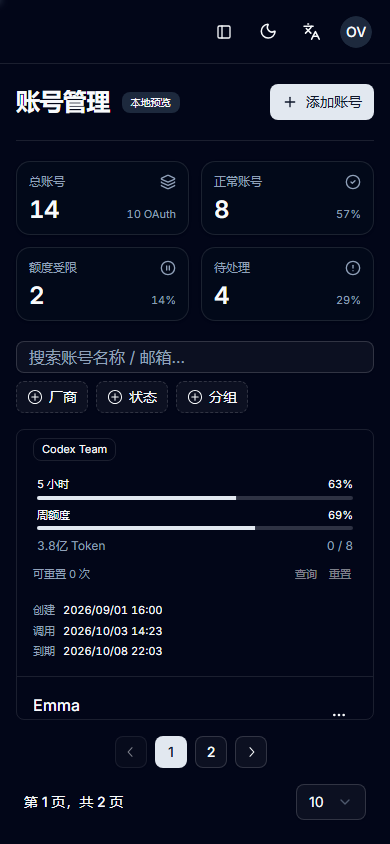 OV
账号管理 本地预览 添加账号
总账号 正常账号
14 10 OAuth 8 57%
额度受限 待处理
2 14% 4 29%
搜索账号名称 / 邮箱...
厂商 状态 分组
Codex Team
5 小时 63%
周额度 69%
3.8亿 Token 0 / 8
可重置 0 次 查询 重置
创建 2026/09/01 16:00
调用 2026/10/03 14:23
到期 2026/10/08 22:03
Emma ...
1 2
第 1 页，共 2 页 10